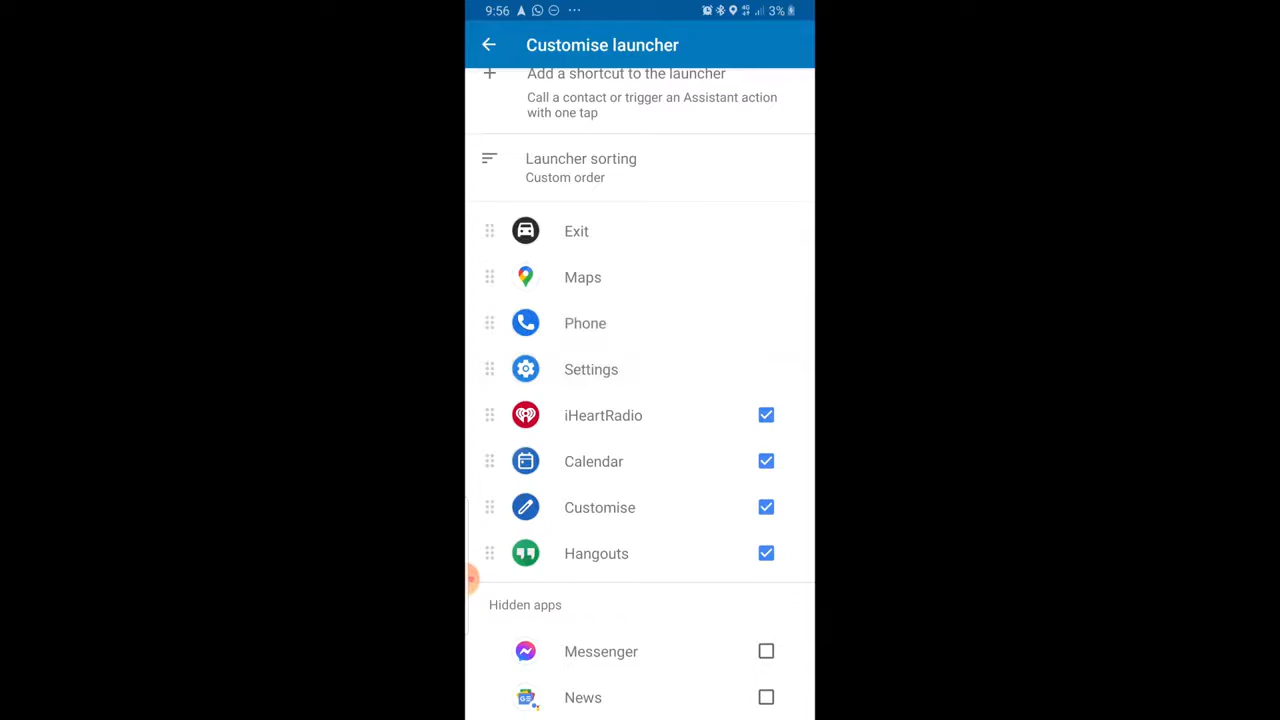 9:56
3%
Customise launcher
Add a shortcut to the launcher
Call a contact or trigger an Assistant action
with one tap
Launcher sorting
Custom order
Exit
Maps
Phone
Settings
iHeartRadio
Calendar
Customise
Hangouts
Hidden apps
Messenger
News